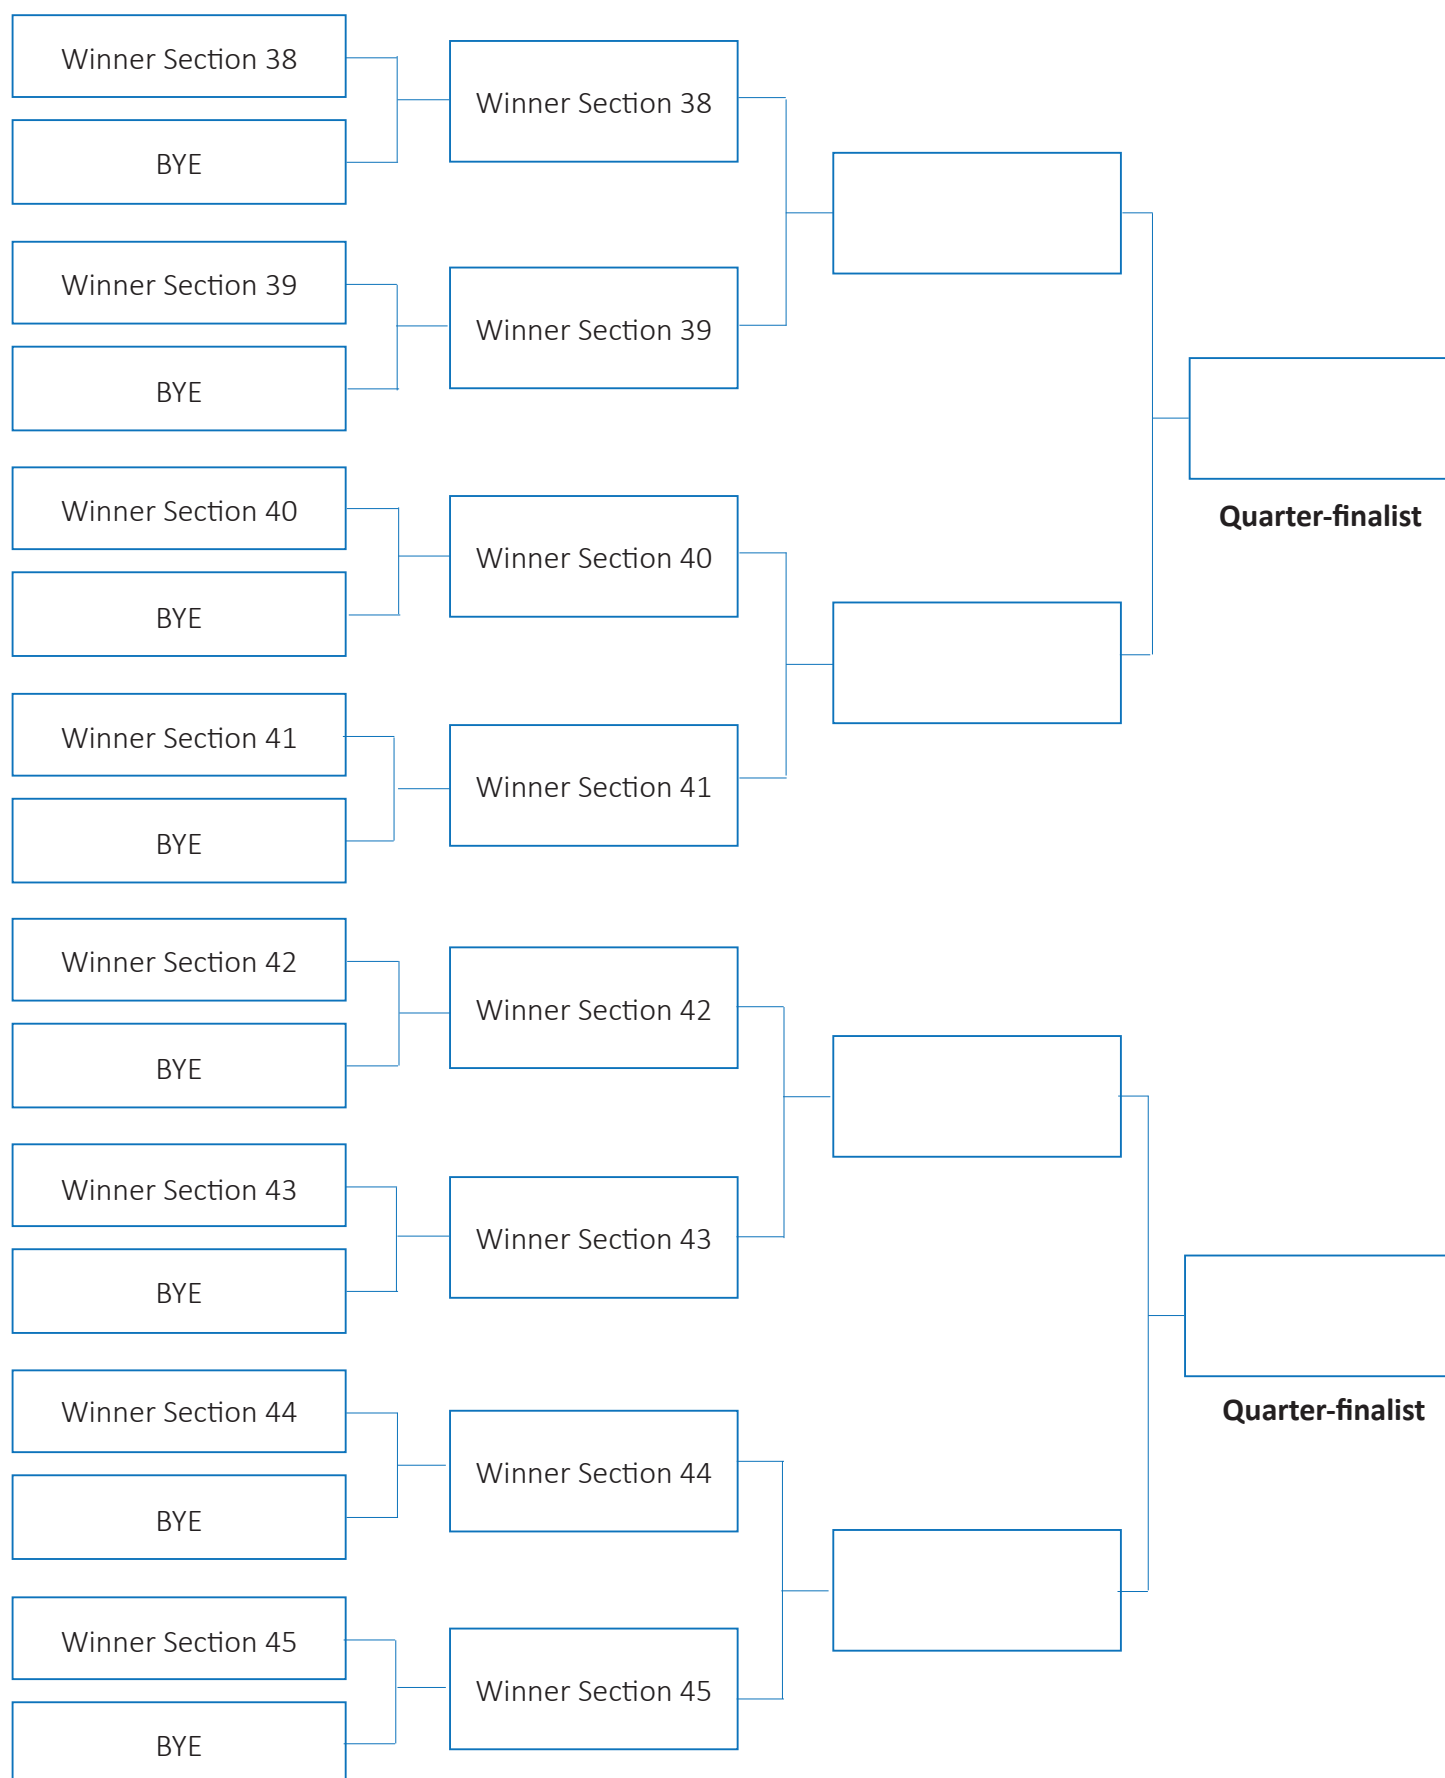 Winner Section 38
BYE
Winner Section 39
BYE
Winner Section 40
BYE
Winner Section 41
BYE
Winner Section 42
BYE
Winner Section 43
BYE
Winner Section 44
BYE
Winner Section 45
BYE
Winner Section 38
Winner Section 39
Winner Section 40
Winner Section 41
Winner Section 42
Winner Section 43
Winner Section 44
Winner Section 45
Quarter-finalist
Quarter-finalist